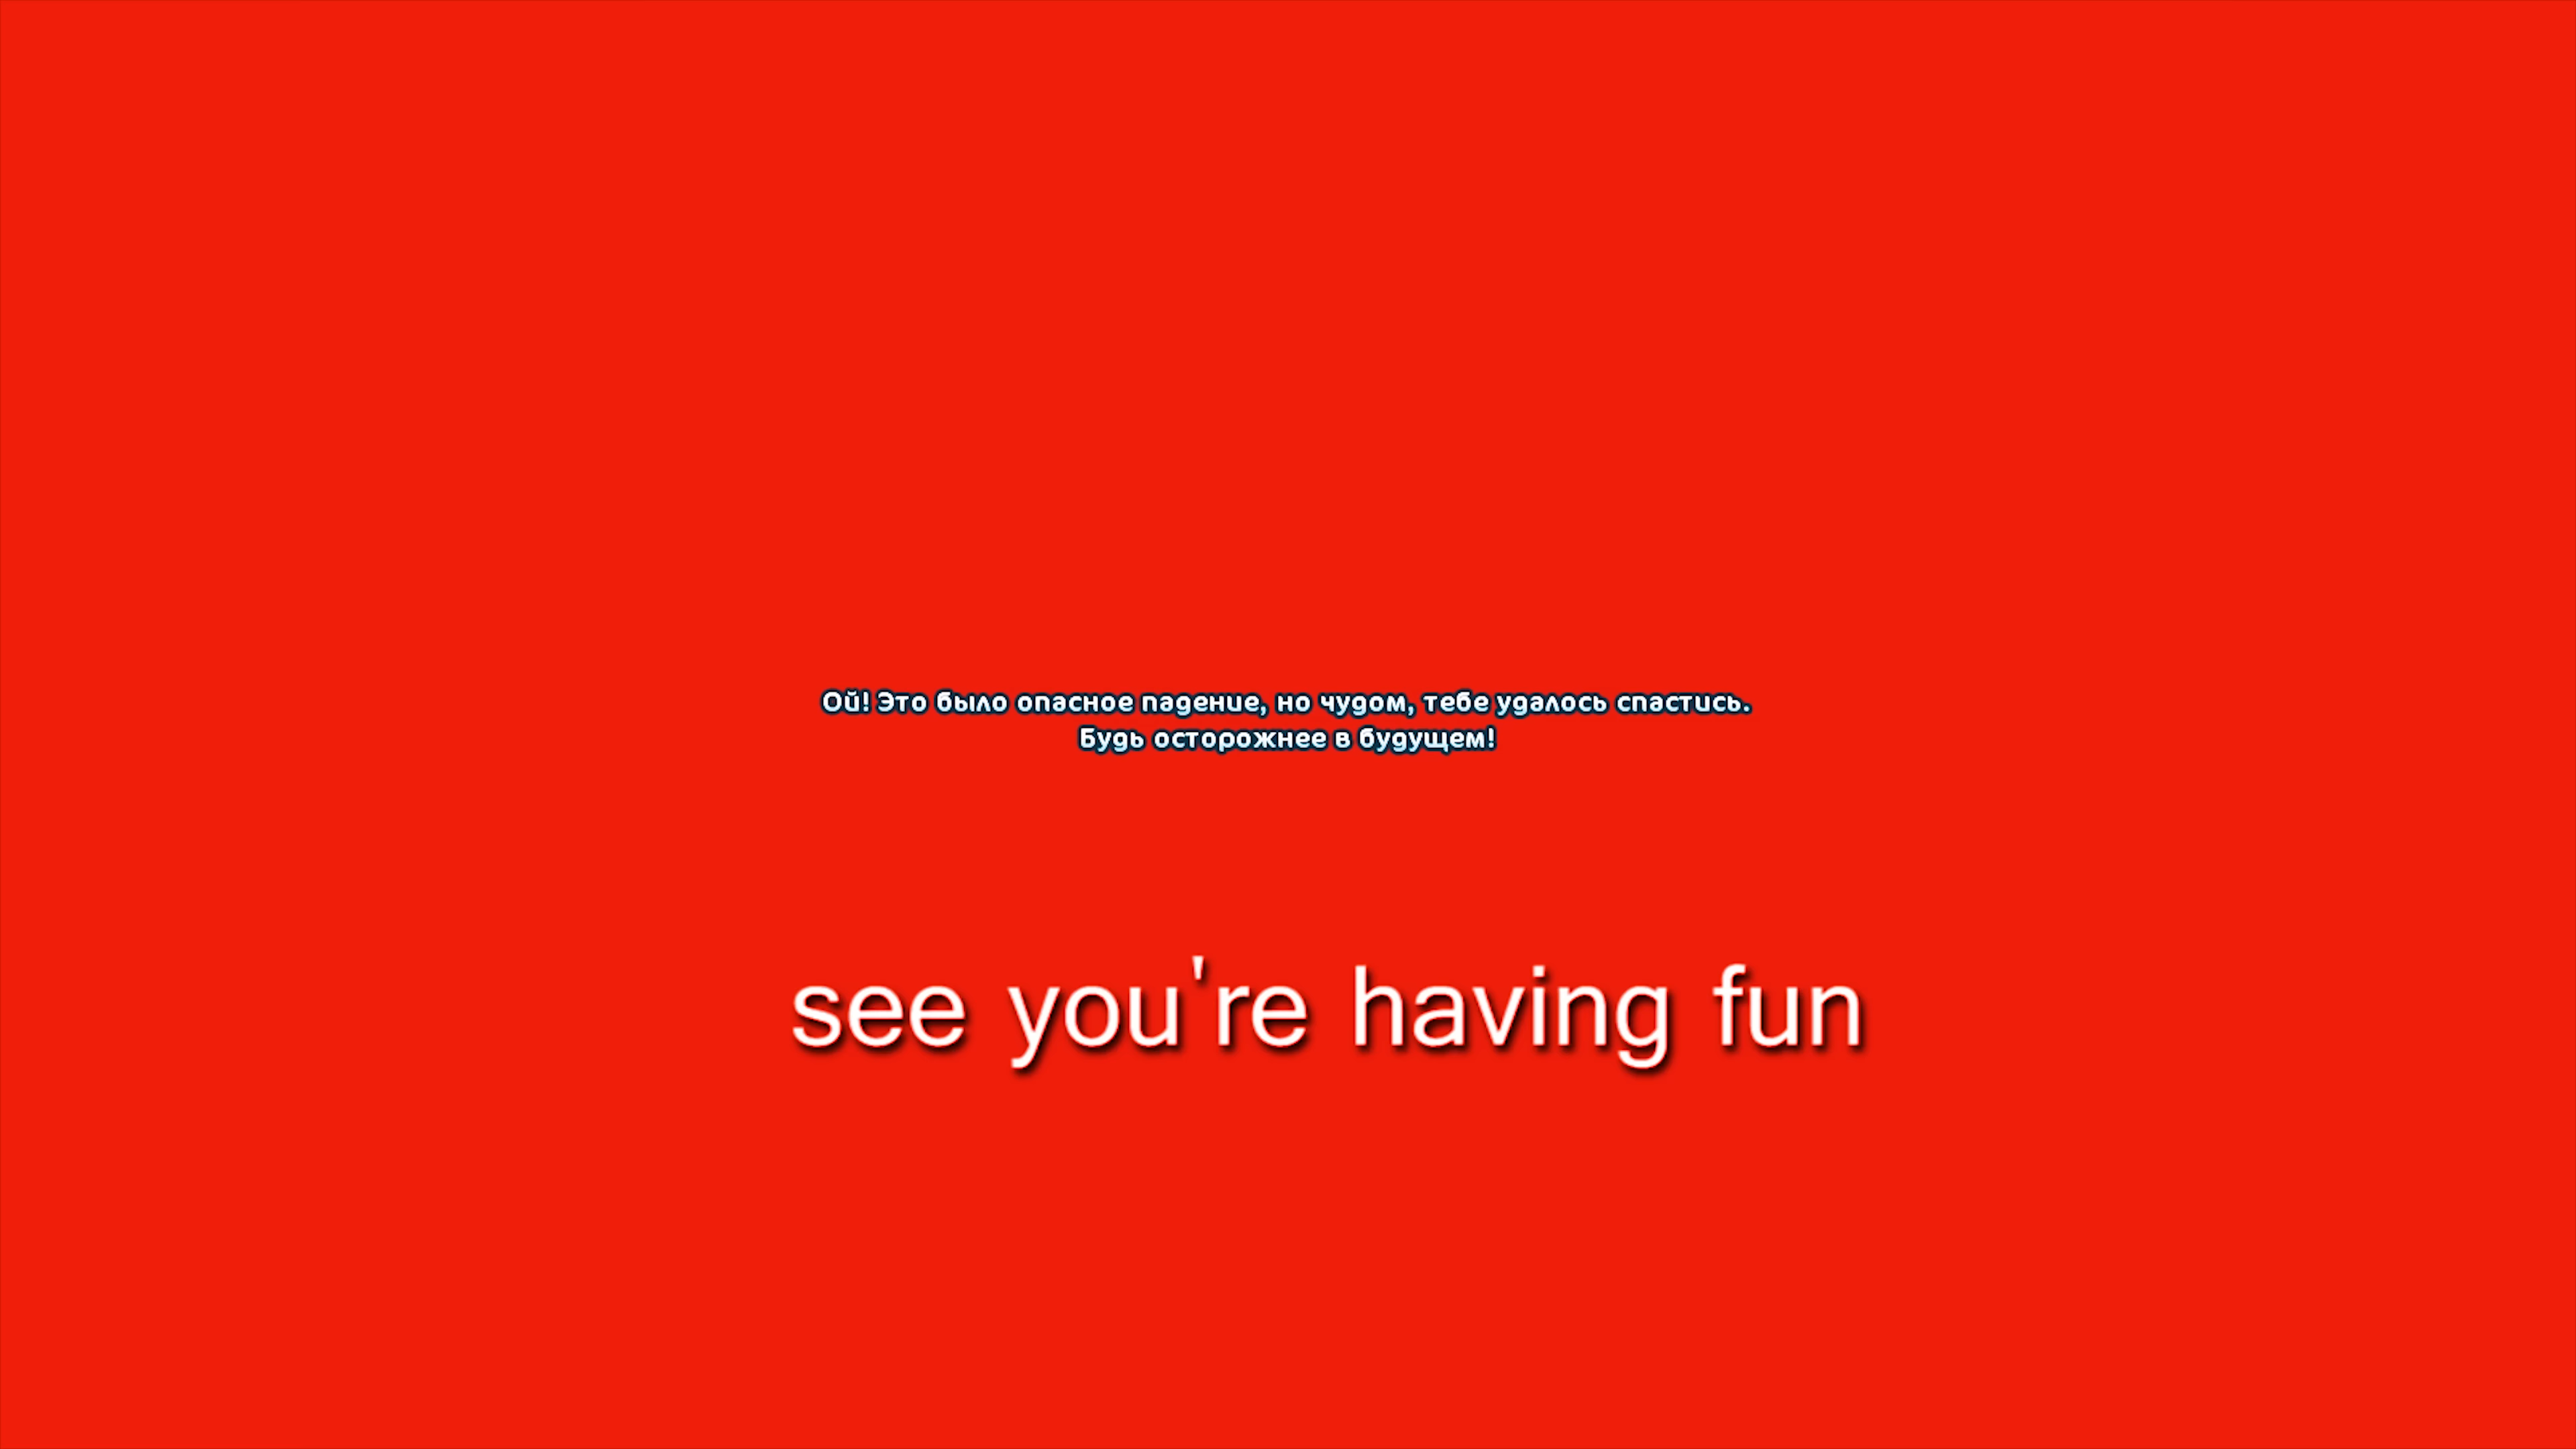 Ой! Это было опасное падение, но чудом, тебе удалось спастись.
Будь осторожнее в будущем!
see you're having fun